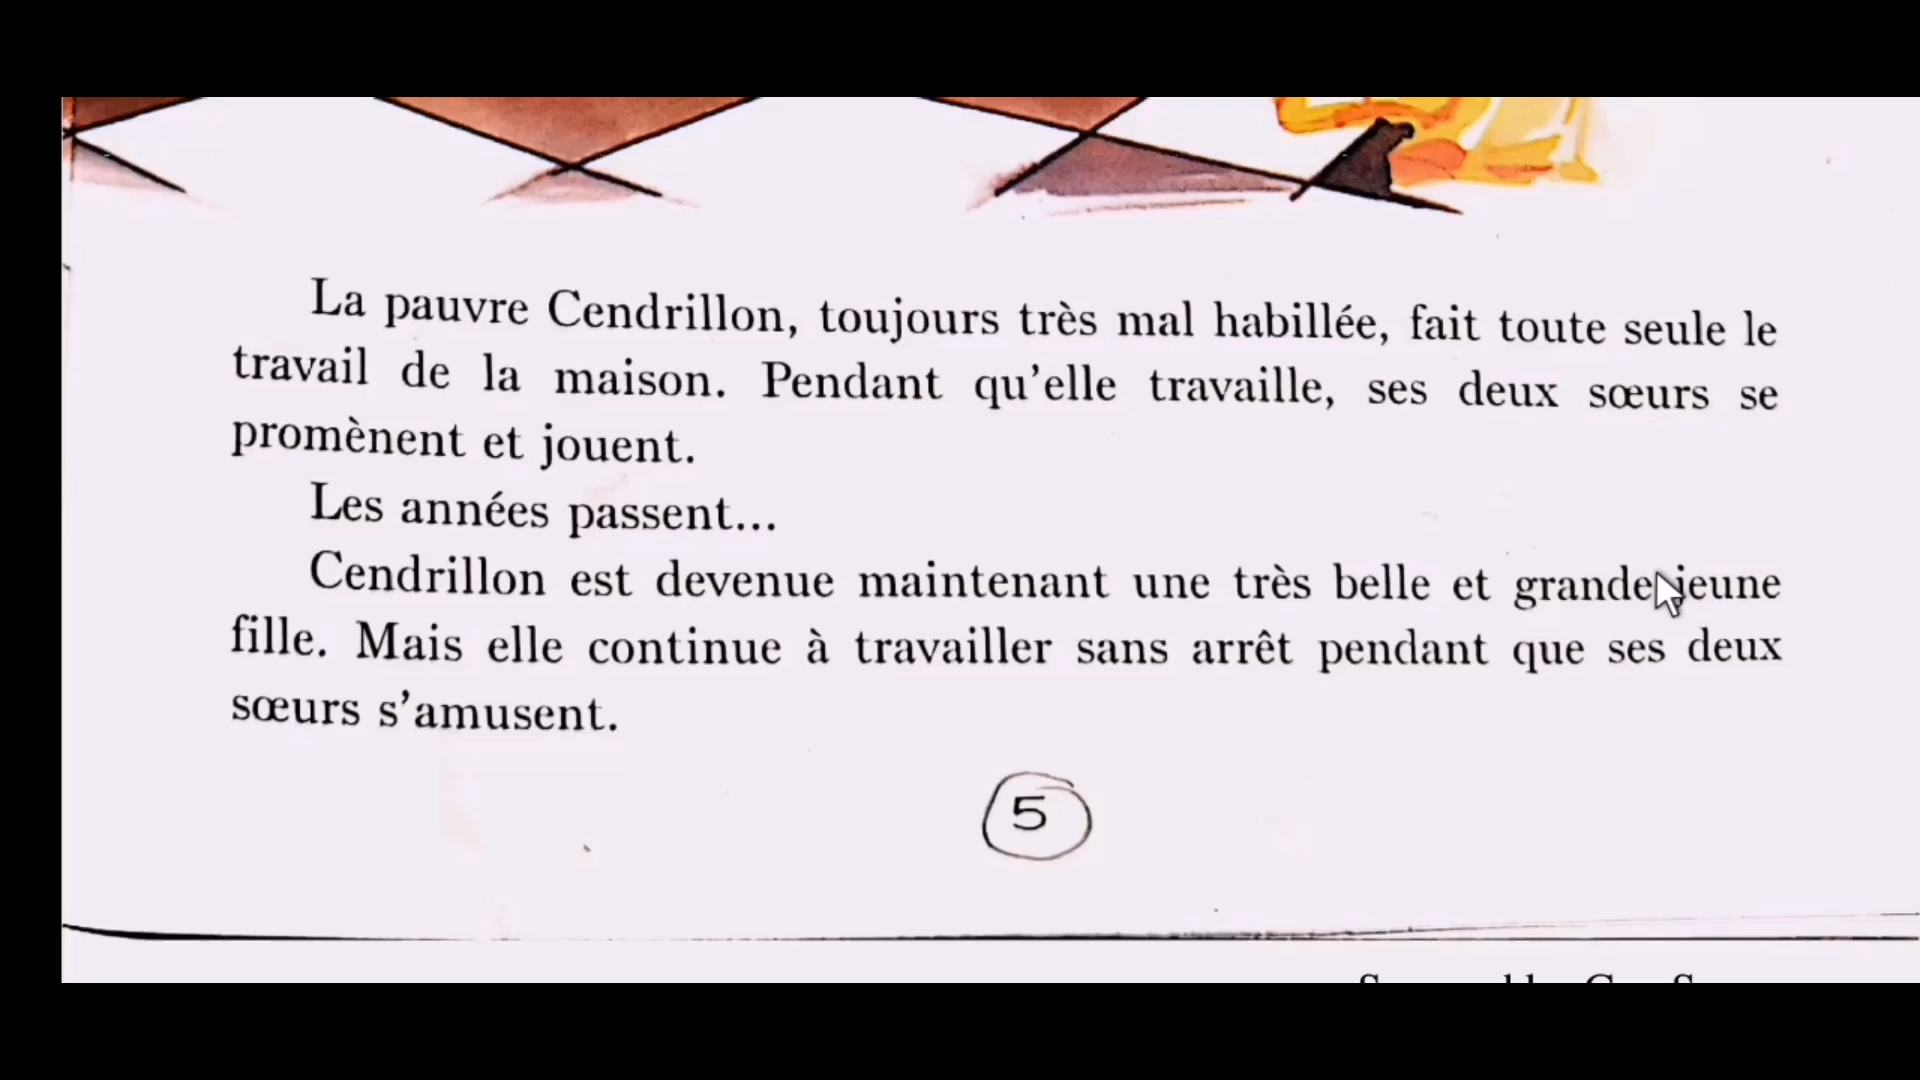 La pauvre Cendrillon, toujours très mal habillée, fait toute seule le
travail de la maison. Pendant qu'elle travaille, ses deux sœurs se
promènent et jouent.
Les années passent...
Cendrillon est devenue maintenant une très belle et grande jeune
fille. Mais elle continue à travailler sans arrêt pendant que ses deux
sœurs s'amusent.
5